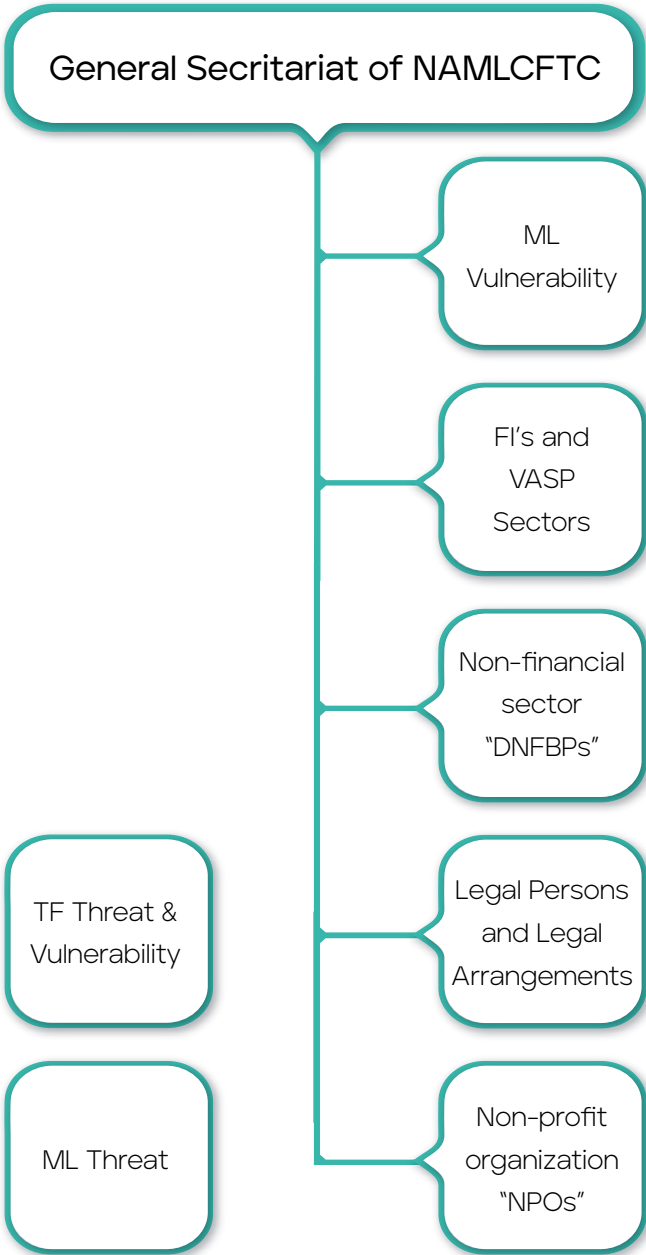 General Secritariat of NAMLCFTC
ML
Vulnerability
FI's and
VASP
Sectors
Non-financial
sector
"DNFBPs"
TF Threat &
Vulnerability
Legal Persons
and Legal
Arrangements
ML Threat
Non-profit
organization
"NPOs"